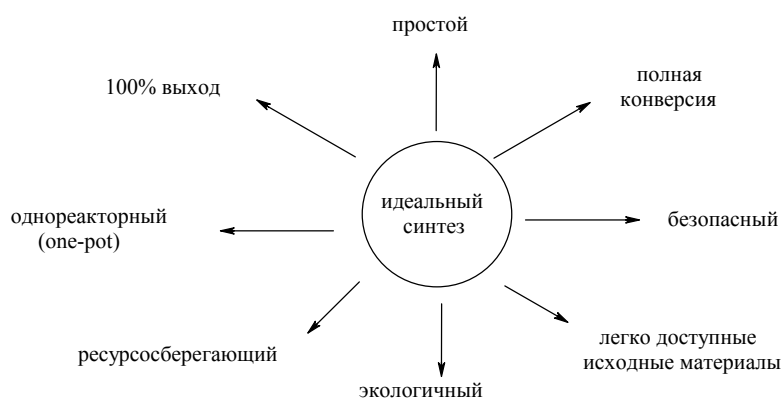 простой
100% выход
полная
конверсия
идеальный
синтез
однореакторный
(one-pot)
безопасный
ресурсосберегающий
легко доступные
исходные материалы
экологичный